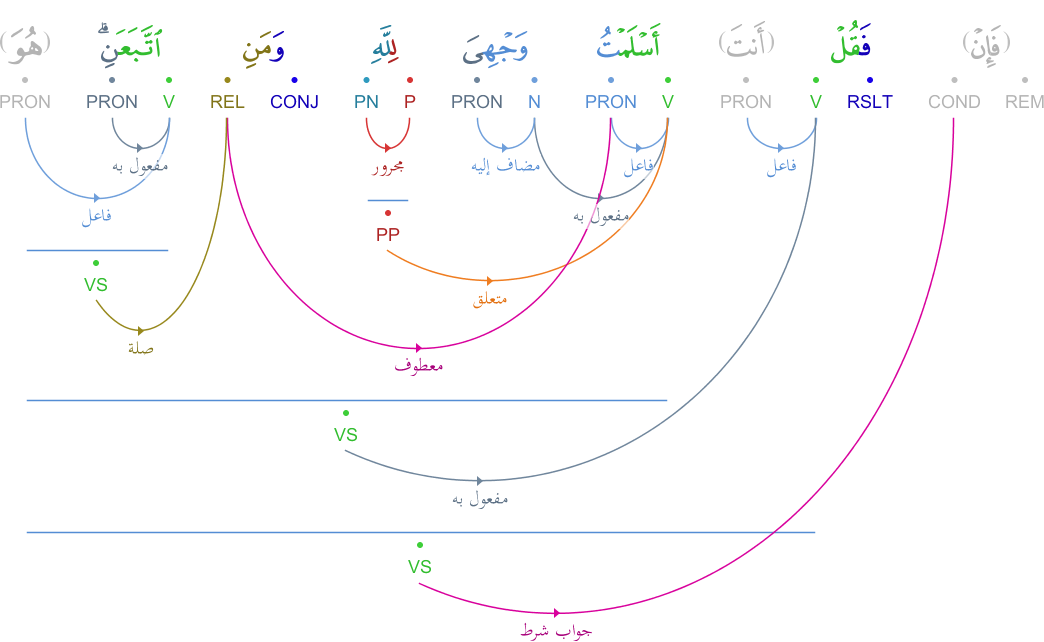 (فَإِنْ) فَقُلْ (أَنتَ) أَسْلَمْتُ وَجْهِىَ لِلَّهِ وَمَنِ ٱتَّبَعَنِ ۗ (هُوَ)
REM COND RSLT V PRON V PRON N PRON P PN CONJ REL V PRON PRON
فاعل فاعل مضاف إليه مجرور مفعول به
مفعول به فاعل
PP
متعلق
VS
صلة
معطوف
VS
مفعول به
VS
جواب شرط